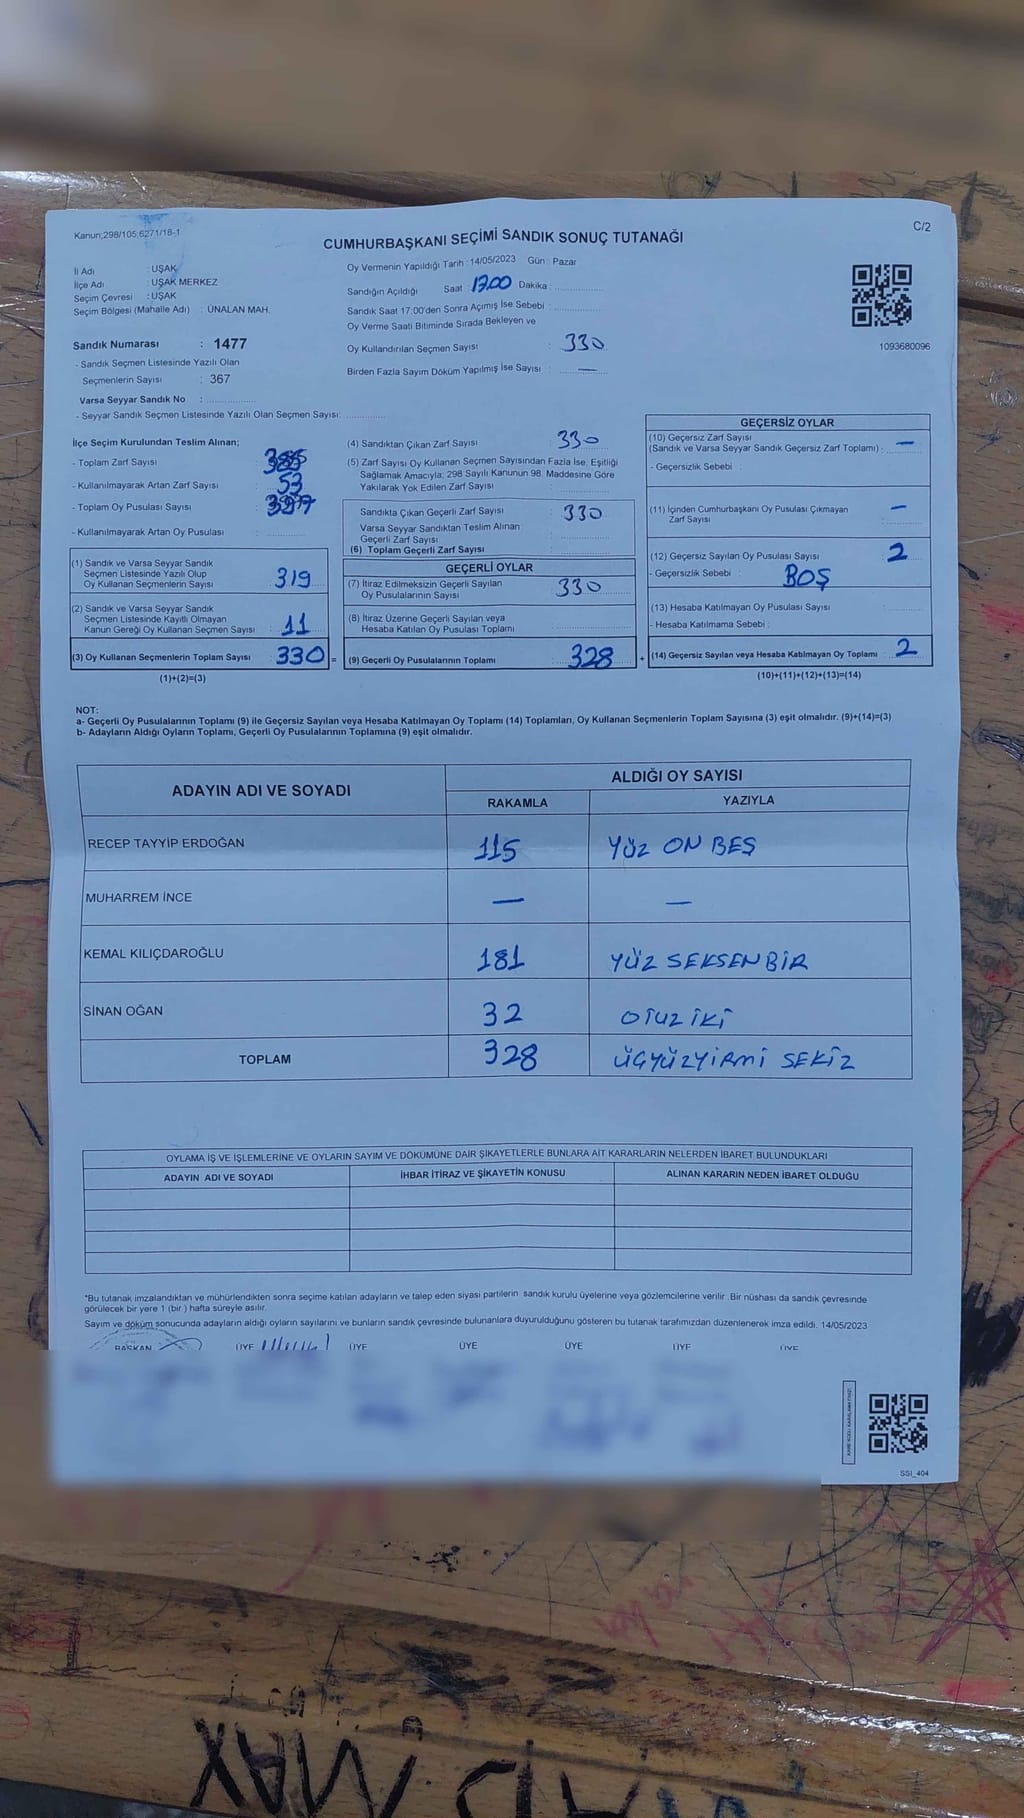 Kanun;298/105;6271/18-1
C/2
CUMHURBAŞKANI SEÇİMİ SANDIK SONUÇ TUTANAĞI
İl Adı : UŞAK
İlçe Adı : UŞAK MERKEZ
Seçim Çevresi : UŞAK
Seçim Bölgesi (Mahalle Adı) : ÜNALAN MAH.
Sandık Numarası : 1477
- Sandık Seçmen Listesinde Yazılı Olan
Seçmenlerin Sayısı : 367
Varsa Seyyar Sandık No :
- Seyyar Sandık Seçmen Listesinde Yazılı Olan Seçmen Sayısı:
Oy Vermenin Yapıldığı Tarih : 14/05/2023 Gün : Pazar
Sandığın Açıldığı Saat : 17.00 Dakika :
Sandık Saat 17:00'den Sonra Açımış İse Sebebi :
Oy Verme Saati Bitiminde Sırada Bekleyen ve
Oy Kullandırılan Seçmen Sayısı : 330
Birden Fazla Sayım Döküm Yapılmış İse Sayısı : —
1093680096
İlçe Seçim Kurulundan Teslim Alınan;
- Toplam Zarf Sayısı :
- Kullanılmayarak Artan Zarf Sayısı : 53
- Toplam Oy Pusulası Sayısı :
- Kullanılmayarak Artan Oy Pusulası :
(1) Sandık ve Varsa Seyyar Sandık
Seçmen Listesinde Yazılı Olup
Oy Kullanan Seçmenlerin Sayısı : 319
(2) Sandık ve Varsa Seyyar Sandık
Seçmen Listesinde Kayıtlı Olmayan
Kanun Gereği Oy Kullanan Seçmen Sayısı : 11
(3) Oy Kullanan Seçmenlerin Toplam Sayısı : 330 =
(1)+(2)=(3)
(4) Sandıktan Çıkan Zarf Sayısı : 330
(5) Zarf Sayısı Oy Kullanan Seçmen Sayısından Fazla İse, Eşitliği
Sağlamak Amacıyla; 298 Sayılı Kanunun 98. Maddesine Göre
Yakılarak Yok Edilen Zarf Sayısı :
Sandıkta Çıkan Geçerli Zarf Sayısı : 330
Varsa Seyyar Sandıktan Teslim Alınan
Geçerli Zarf Sayısı :
(6) Toplam Geçerli Zarf Sayısı :
GEÇERLİ OYLAR
(7) İtiraz Edilmeksizin Geçerli Sayılan
Oy Pusulalarının Sayısı : 330
(8) İtiraz Üzerine Geçerli Sayılan veya
Hesaba Katılan Oy Pusulası Toplamı :
(9) Geçerli Oy Pusulalarının Toplamı : 328 +
GEÇERSİZ OYLAR
(10) Geçersiz Zarf Sayısı
(Sandık ve Varsa Seyyar Sandık Geçersiz Zarf Toplamı) : —
- Geçersizlik Sebebi :
(11) İçinden Cumhurbaşkanı Oy Pusulası Çıkmayan
Zarf Sayısı : —
(12) Geçersiz Sayılan Oy Pusulası Sayısı : 2
- Geçersizlik Sebebi : BOŞ
(13) Hesaba Katılmayan Oy Pusulası Sayısı :
- Hesaba Katılmama Sebebi :
(14) Geçersiz Sayılan veya Hesaba Katılmayan Oy Toplamı : 2
(10)+(11)+(12)+(13)=(14)
NOT:
a- Geçerli Oy Pusulalarının Toplamı (9) ile Geçersiz Sayılan veya Hesaba Katılmayan Oy Toplamı (14) Toplamları, Oy Kullanan Seçmenlerin Toplam Sayısına (3) eşit olmalıdır. (9)+(14)=(3)
b- Adayların Aldığı Oyların Toplamı, Geçerli Oy Pusulalarının Toplamına (9) eşit olmalıdır.
ADAYIN ADI VE SOYADI
ALDIĞI OY SAYISI
RAKAMLA YAZIYLA
RECEP TAYYİP ERDOĞAN 115 YÜZ ON BEŞ
MUHARREM İNCE — —
KEMAL KILIÇDAROĞLU 181 YÜZ SEKSEN BİR
SİNAN OĞAN 32 OTUZ İKİ
TOPLAM 328 ÜÇYÜZYİRMİ SEKİZ
OYLAMA İŞ VE İŞLEMLERİNE VE OYLARIN SAYIM VE DÖKÜMÜNE DAİR ŞİKAYETLERLE BUNLARA AİT KARARLARIN NELERDEN İBARET BULUNDUKLARI
ADAYIN ADI VE SOYADI İHBAR İTİRAZ VE ŞİKAYETİN KONUSU ALINAN KARARIN NEDEN İBARET OLDUĞU
*Bu tutanak imzalandıktan ve mühürlendikten sonra seçime katılan adayların ve talep eden siyasi partilerin sandık kurulu üyelerine veya gözlemcilerine verilir. Bir nüshası da sandık çevresinde
görülecek bir yere 1 (bir) hafta süreyle asılır.
Sayım ve döküm sonucunda adayların aldığı oyların sayılarını ve bunların sandık çevresinde bulunanlara duyurulduğunu gösteren bu tutanak tarafımızdan düzenlenerek imza edildi. 14/05/2023
BAŞKAN ÜYE ÜYE ÜYE ÜYE ÜYE ÜYE
SSI_404